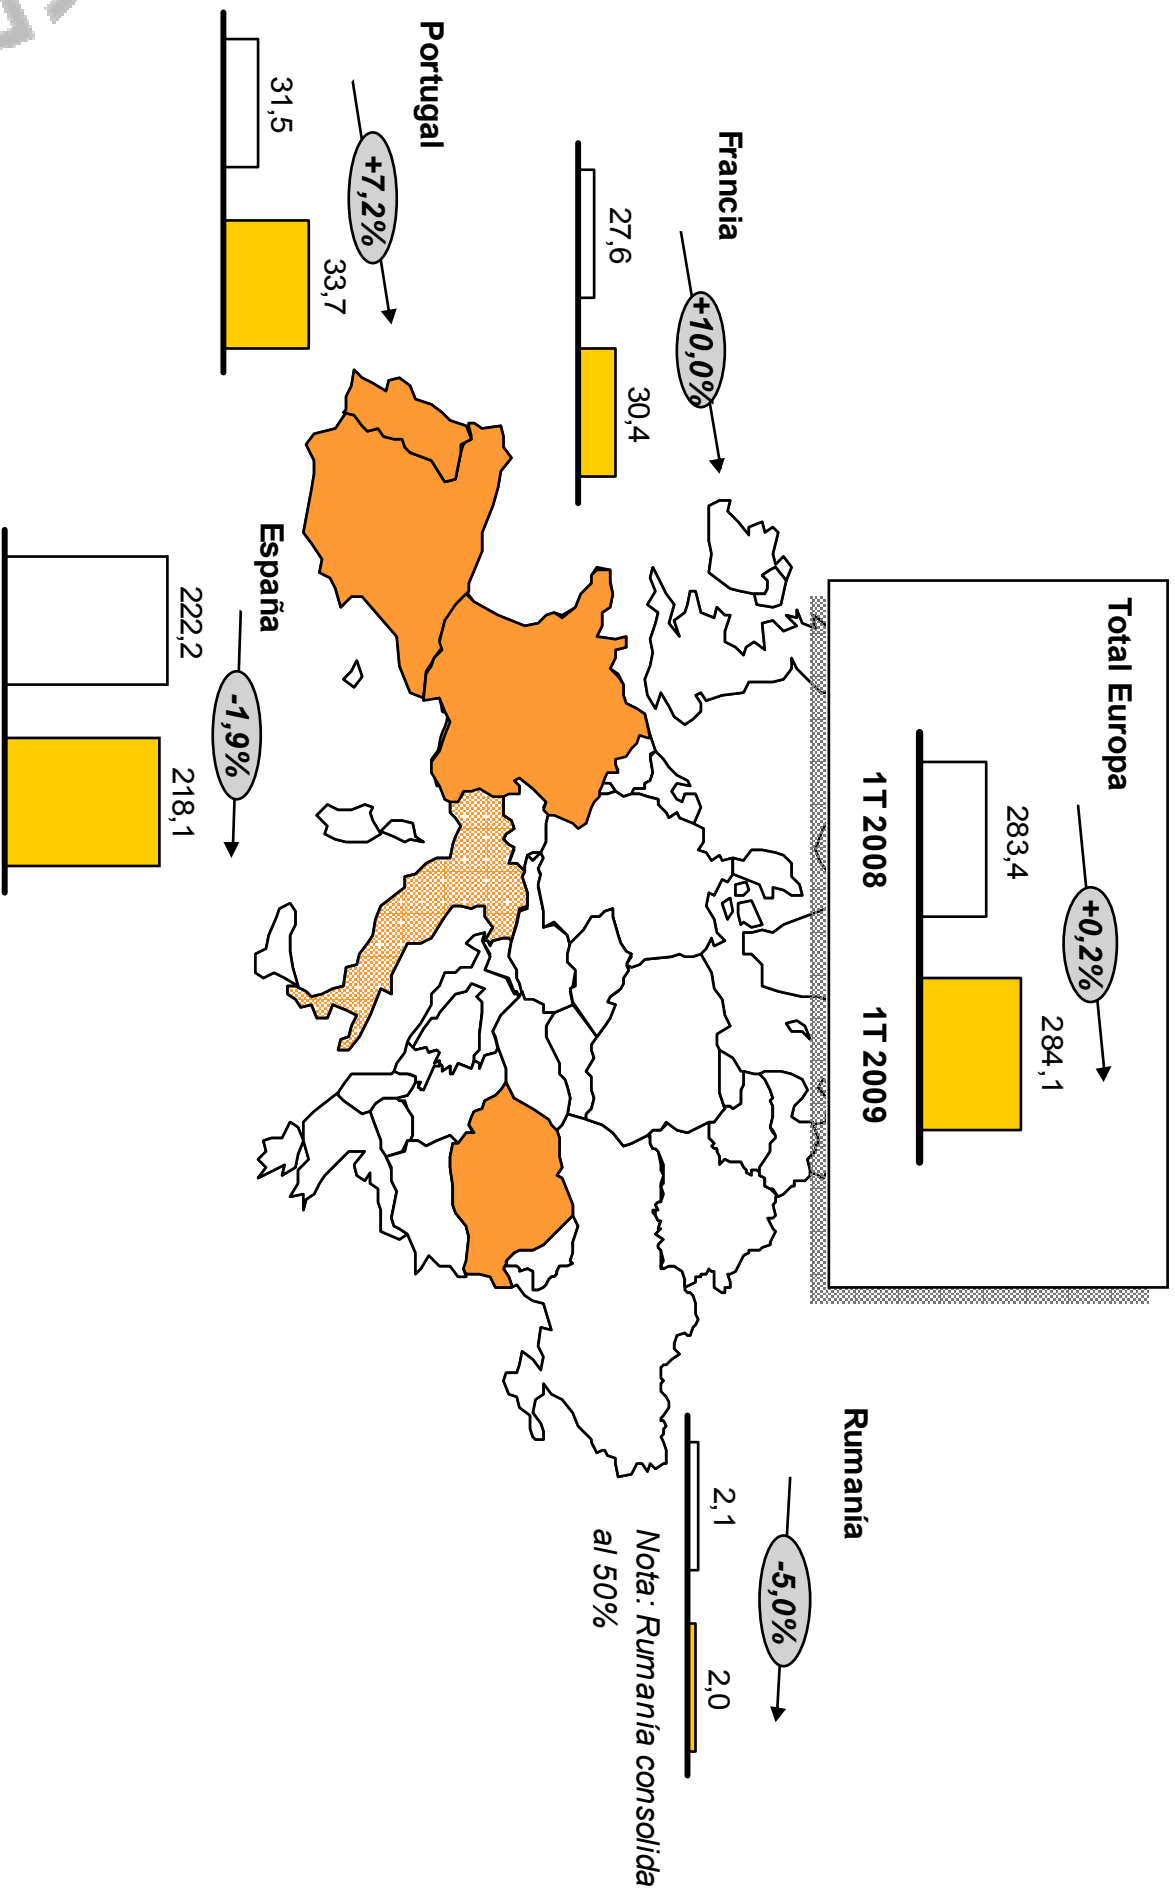 Total Europa
+0,2%
283,4
284,1
1T 2008
1T 2009
Rumanía
-5,0%
2,1
2,0
Nota: Rumanía consolida
al 50%
Francia
+10,0%
27,6
30,4
Portugal
+7,2%
31,5
33,7
España
-1,9%
222,2
218,1